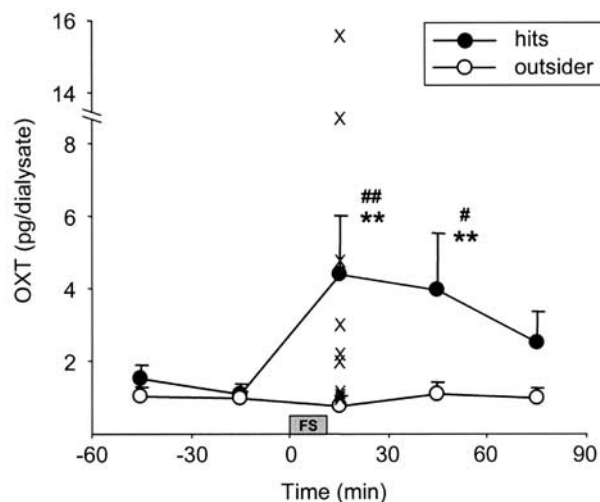 16
hits
outsider
14
8
##
**
#
**
6
4
2
OXT (pg/dialysate)
FS
-60 -30 0 30 60 90
Time (min)